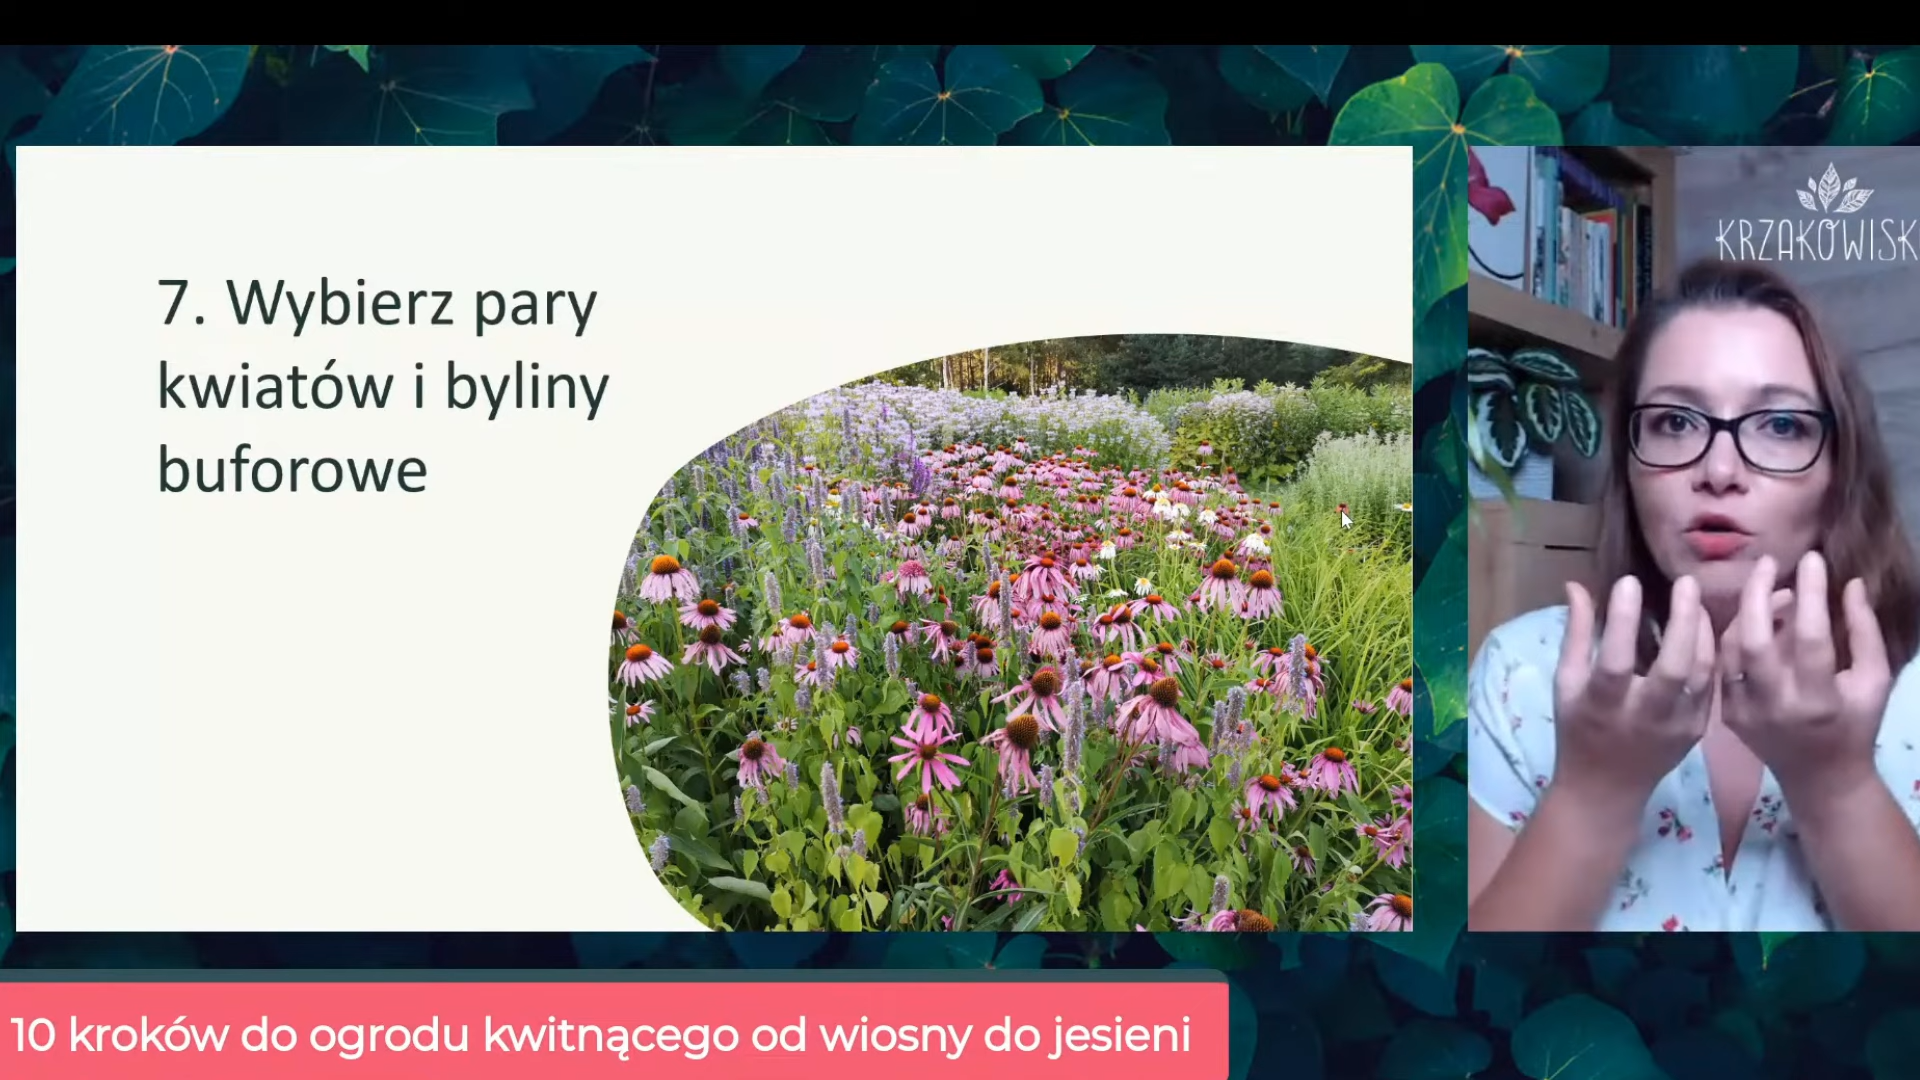 7. Wybierz pary
kwiatów i byliny
buforowe
KRZAKOWISK
10 kroków do ogrodu kwitnącego od wiosny do jesieni